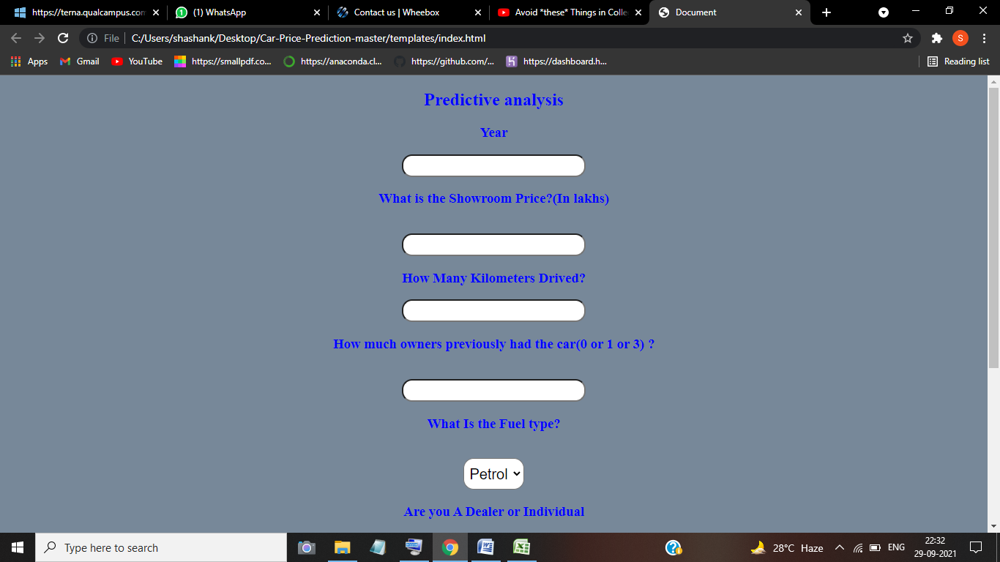 https://terna.qualcampus.com
(1) WhatsApp
Contact us | Wheebox
Avoid *these* Things in Colle
Document
File
C:/Users/shashank/Desktop/Car-Price-Prediction-master/templates/index.html
S
Apps
Gmail
YouTube
https://smallpdf.co...
https://anaconda.cl...
https://github.com/...
https://dashboard.h...
Reading list
Predictive analysis
Year
What is the Showroom Price?(In lakhs)
How Many Kilometers Drived?
How much owners previously had the car(0 or 1 or 3) ?
What Is the Fuel type?
Petrol
Are you A Dealer or Individual
Type here to search
28°C Haze
ENG
22:32
29-09-2021